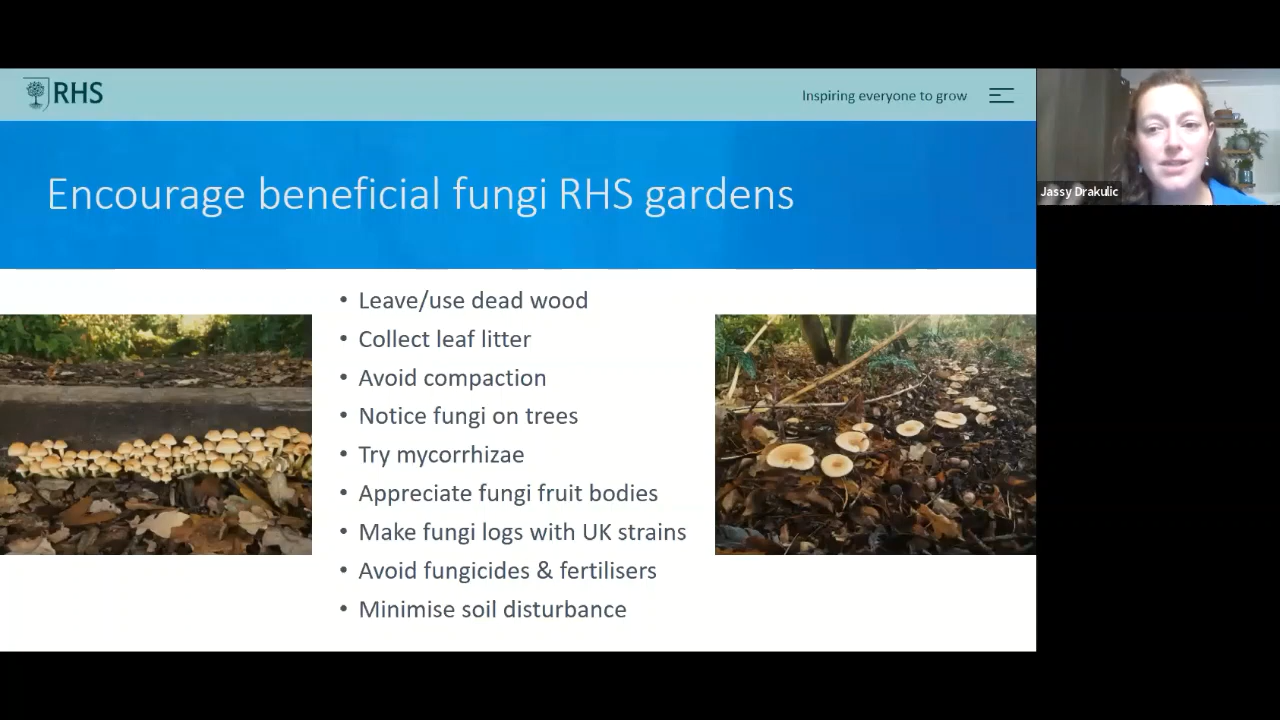 RHS
Inspiring everyone to grow
Encourage beneficial fungi RHS gardens
• Leave/use dead wood
• Collect leaf litter
• Avoid compaction
• Notice fungi on trees
• Try mycorrhizae
• Appreciate fungi fruit bodies
• Make fungi logs with UK strains
• Avoid fungicides & fertilisers
• Minimise soil disturbance
Jassy Drakulic